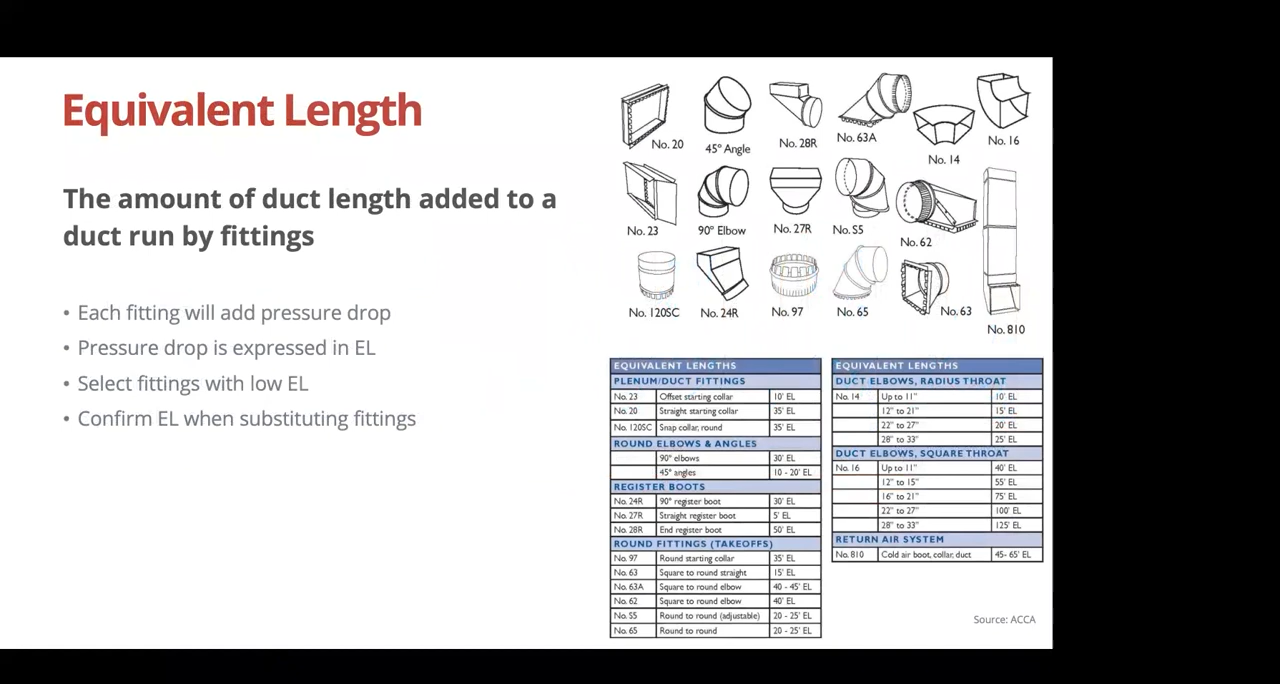 Equivalent Length
The amount of duct length added to a
duct run by fittings
• Each fitting will add pressure drop
• Pressure drop is expressed in EL
• Select fittings with low EL
• Confirm EL when substituting fittings
No. 20
45° Angle
No. 28R
No. 63A
No. 14
No. 16
No. 23
90° Elbow
No. 27R
No. S5
No. 62
No. 120SC
No. 24R
No. 97
No. 65
No. 63
No. 810
EQUIVALENT LENGTHS
PLENUM/DUCT FITTINGS
No. 23 Offset starting collar 10' EL
No. 20 Straight starting collar 35' EL
No. 120SC Snap collar, round 35' EL
ROUND ELBOWS & ANGLES
90° elbows 30' EL
45° angles 10 - 20' EL
REGISTER BOOTS
No. 24R 90° register boot 30' EL
No. 27R Straight register boot 5' EL
No. 28R End register boot 50' EL
ROUND FITTINGS (TAKEOFFS)
No. 97 Round starting collar 35' EL
No. 63 Square to round straight 15' EL
No. 63A Square to round elbow 40 - 45' EL
No. 62 Square to round elbow 40' EL
No. S5 Round to round (adjustable) 20 - 25' EL
No. 65 Round to round 20 - 25' EL
EQUIVALENT LENGTHS
DUCT ELBOWS, RADIUS THROAT
No. 14 Up to 11" 10' EL
12" to 21" 15' EL
22" to 27" 20' EL
28" to 33" 25' EL
DUCT ELBOWS, SQUARE THROAT
No. 16 Up to 11" 40' EL
12" to 15" 55' EL
16" to 21" 75' EL
22" to 27" 100' EL
28" to 33" 125' EL
RETURN AIR SYSTEM
No. 810 Cold air boot, collar, duct 45- 65' EL
Source: ACCA